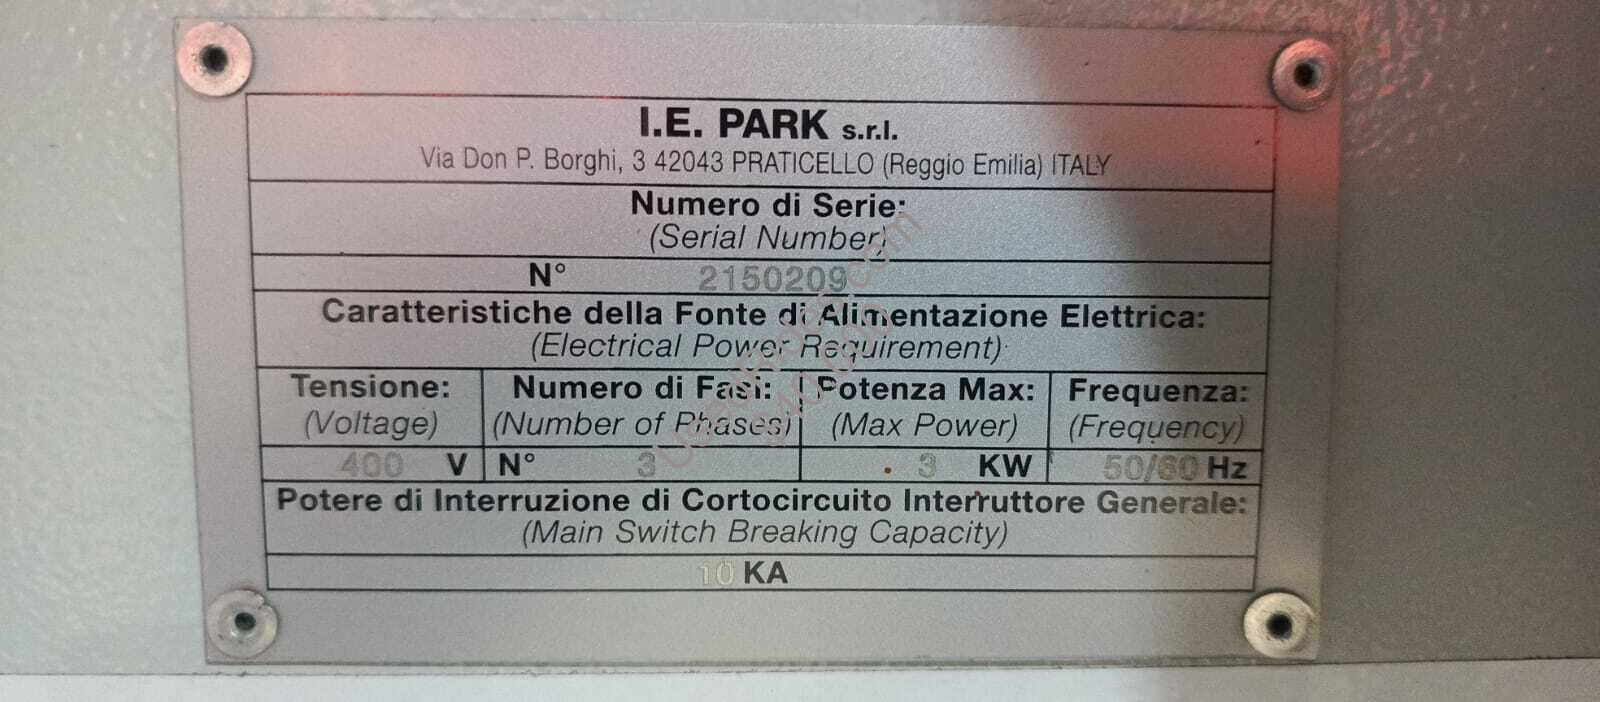 I.E. PARK s.r.l.
Via Don P. Borghi, 3 42043 PRATICELLO (Reggio Emilia) ITALY
Numero di Serie:
(Serial Number)
N° 2150209
Caratteristiche della Fonte di Alimentazione Elettrica:
(Electrical Power Requirement)
Tensione: Numero di Fasi: Potenza Max: Frequenza:
(Voltage) (Number of Phases) (Max Power) (Frequency)
400 V N° 3 3 KW 50/60 Hz
Potere di Interruzione di Cortocircuito Interruttore Generale:
(Main Switch Breaking Capacity)
10 KA